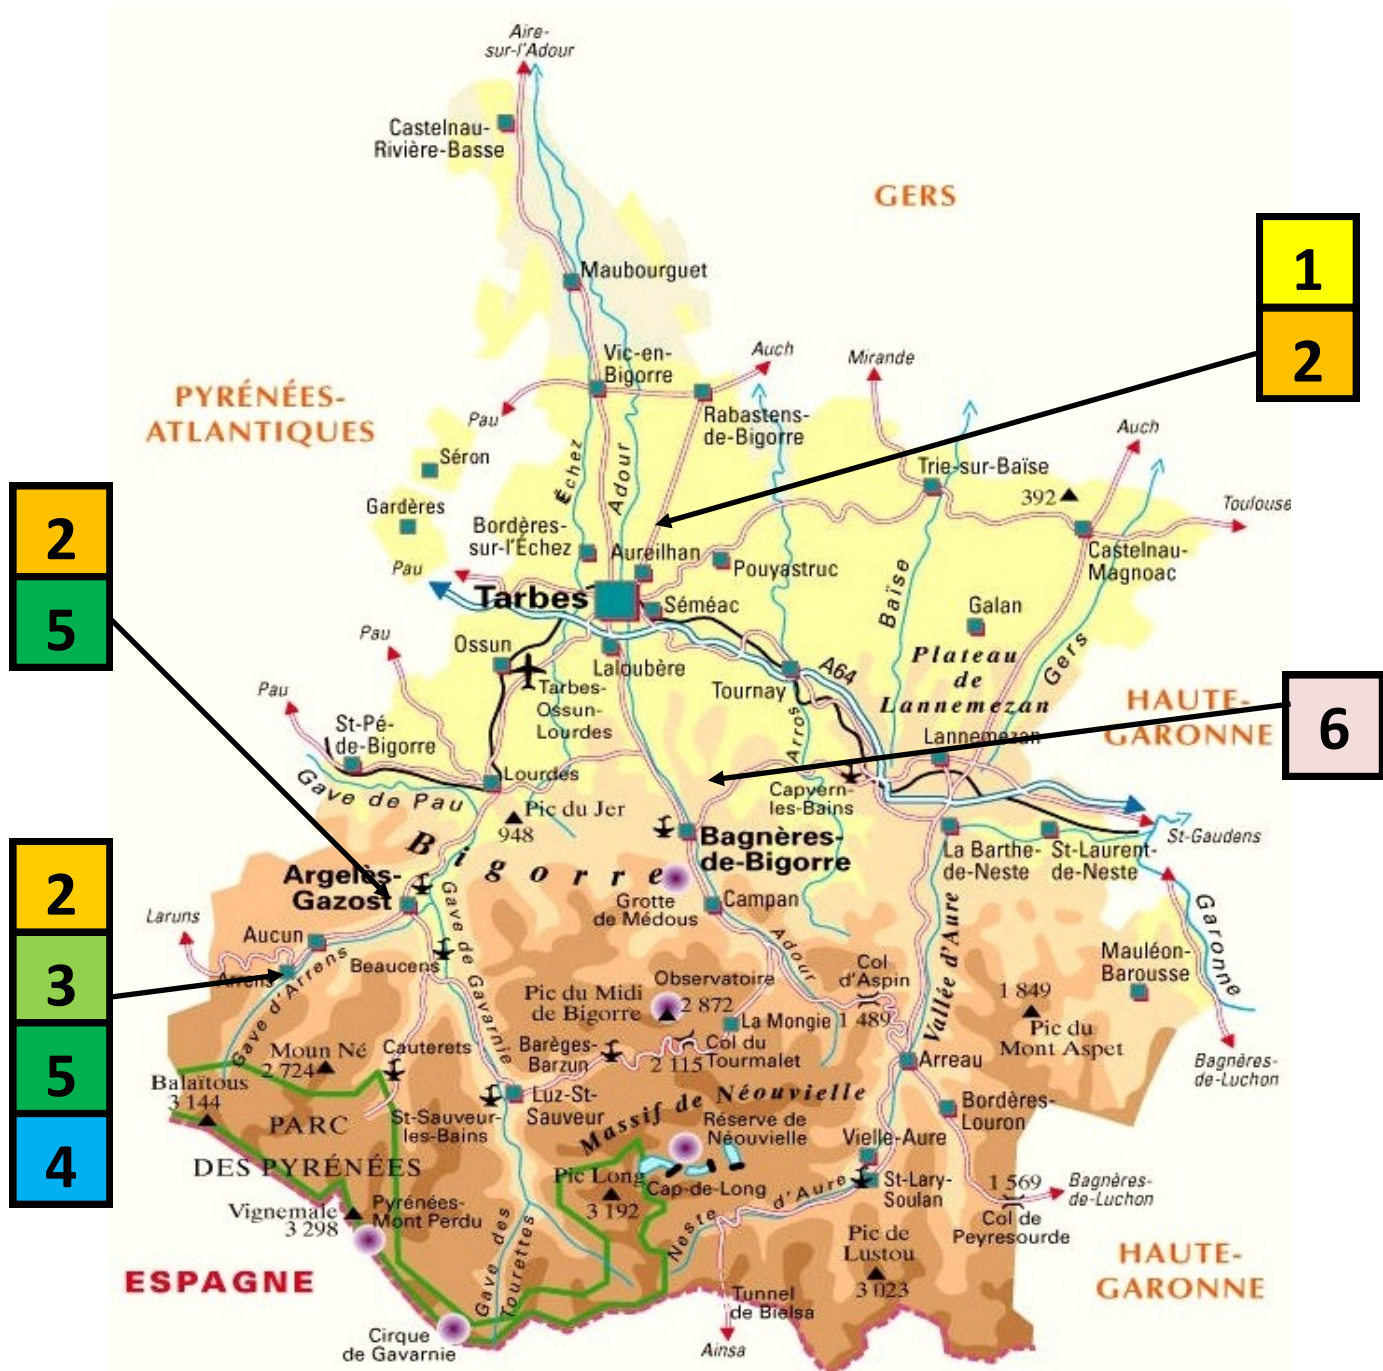 Aire-
sur-l'Adour
Castelnau-
Rivière-Basse
GERS
1
2
Maubourguet
Vic-en-
Bigorre
Auch
Mirande
PYRÉNÉES-
ATLANTIQUES
Pau
Rabastens-
de-Bigorre
Auch
Échez
Adour
Séron
Trie-sur-Baïse
392
Toulouse
Gardères
2
5
Bordères-
sur-l'Échez
Aureilhan
Pouyastruc
Castelnau-
Magnoac
Pau
Tarbes
Séméac
Baïse
Galan
Pau
Ossun
Laloubère
A64
Plateau
de
Lannemezan
Gers
Tournay
Arros
Pau
Tarbes-
Ossun-
Lourdes
HAUTE-
GARONNE
6
St-Pé-
de-Bigorre
Lannemezan
Gave de Pau
Lourdes
Capvern-
les-Bains
Pic du Jer
948
Bigorre
Bagnères-
de-Bigorre
La Barthe-
de-Neste
St-Laurent-
de-Neste
St-Gaudens
2
3
5
4
Argelès-
Gazost
Grotte
de Médous
Campan
Laruns
Aucun
Gave de Gavarnie
Adour
Vallée d'Aure
Garonne
Arrens
Gave d'Arrens
Beaucens
Observatoire
Col
d'Aspin
1 489
Mauléon-
Barousse
Pic du Midi
de Bigorre
2 872
La Mongie
1 849
Pic du
Mont Aspet
Moun Né
2 724
Cauterets
Barèges-
Barzun
2 115
Col du
Tourmalet
Arreau
Bagnères-
de-Luchon
Balaïtous
3 144
PARC
DES PYRÉNÉES
St-Sauveur-
les-Bains
Luz-St-
Sauveur
Massif de Néouvielle
Réserve de
Néouvielle
Bordères-
Louron
Vielle-Aure
Pic Long
3 192
Cap-de-Long
St-Lary-
Soulan
1 569
Col de
Peyresourde
Bagnères-
de-Luchon
Vignemale
3 298
Pyrénées-
Mont Perdu
Neste d'Aure
Gave des
Tourettes
Pic de
Lustou
3 023
HAUTE-
GARONNE
ESPAGNE
Tunnel
de Bielsa
Cirque
de Gavarnie
Ainsa